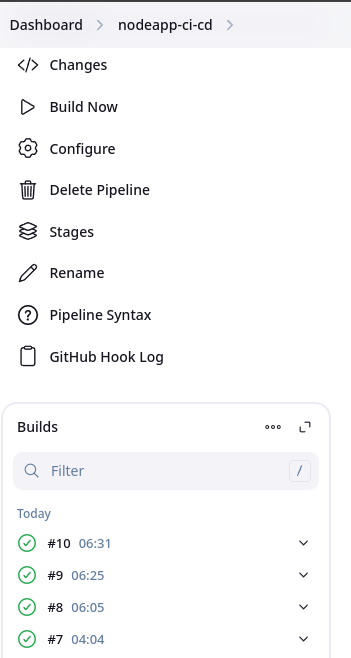 Dashboard > nodeapp-ci-cd >
Changes
Build Now
Configure
Delete Pipeline
Stages
Rename
Pipeline Syntax
GitHub Hook Log
Builds
Filter /
Today
#10 06:31
#9 06:25
#8 06:05
#7 04:04